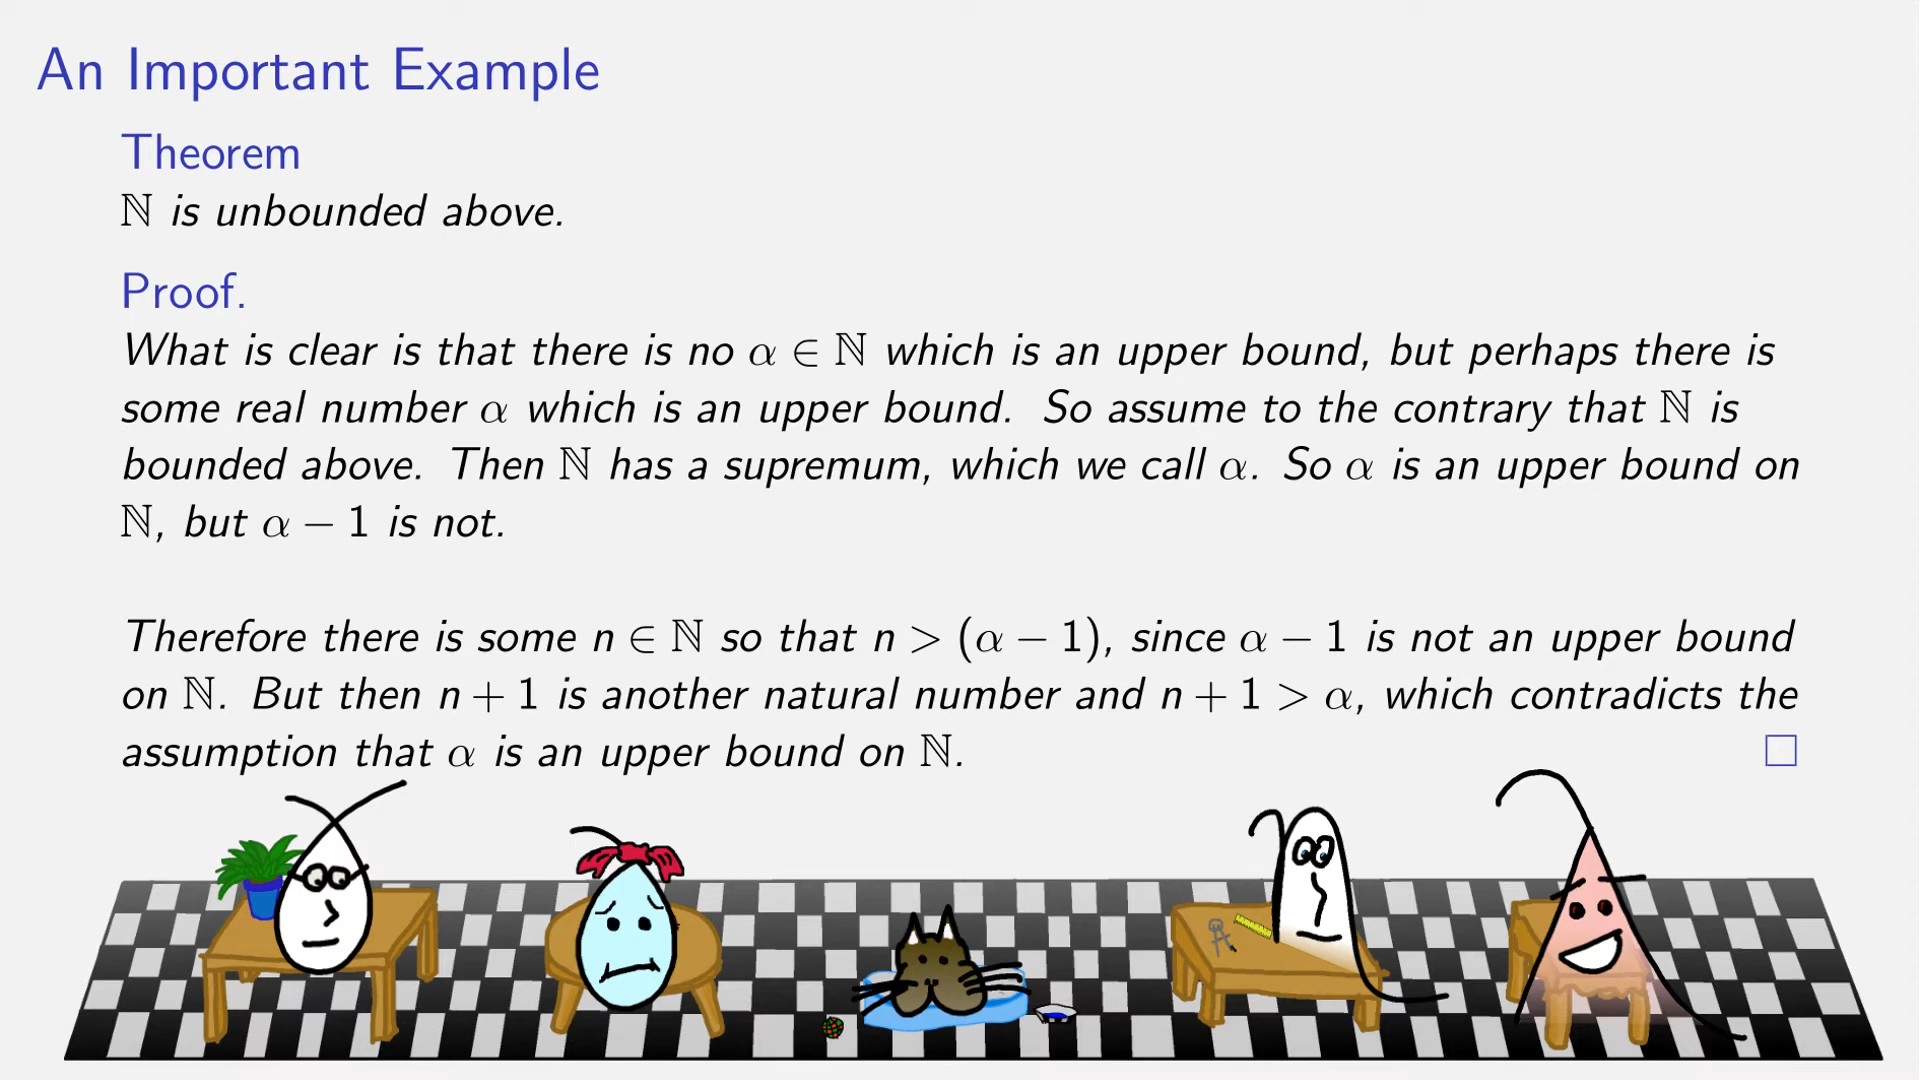 An Important Example
Theorem
ℕ is unbounded above.
Proof.
What is clear is that there is no α ∈ ℕ which is an upper bound, but perhaps there is
some real number α which is an upper bound. So assume to the contrary that ℕ is
bounded above. Then ℕ has a supremum, which we call α. So α is an upper bound on
ℕ, but α − 1 is not.
Therefore there is some n ∈ ℕ so that n > (α − 1), since α − 1 is not an upper bound
on ℕ. But then n + 1 is another natural number and n + 1 > α, which contradicts the
assumption that α is an upper bound on ℕ. □